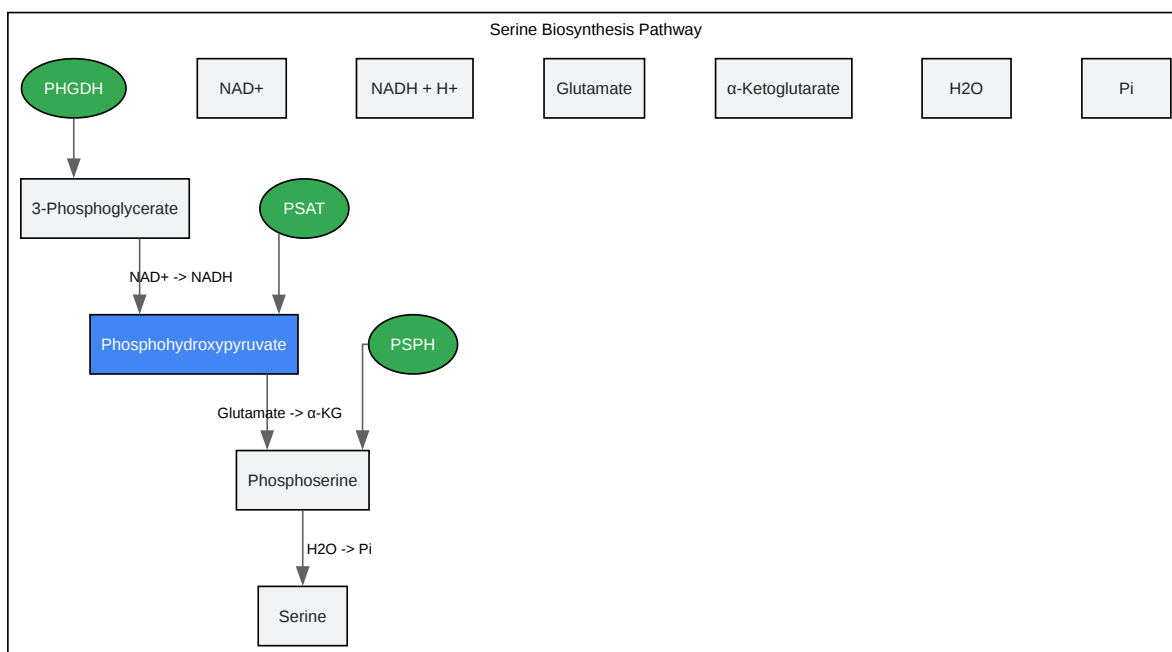 Serine Biosynthesis Pathway
PHGDH
NAD+
NADH + H+
Glutamate
α-Ketoglutarate
H2O
Pi
3-Phosphoglycerate
PSAT
NAD+ -> NADH
Phosphohydroxypyruvate
PSPH
Glutamate -> α-KG
Phosphoserine
H2O -> Pi
Serine